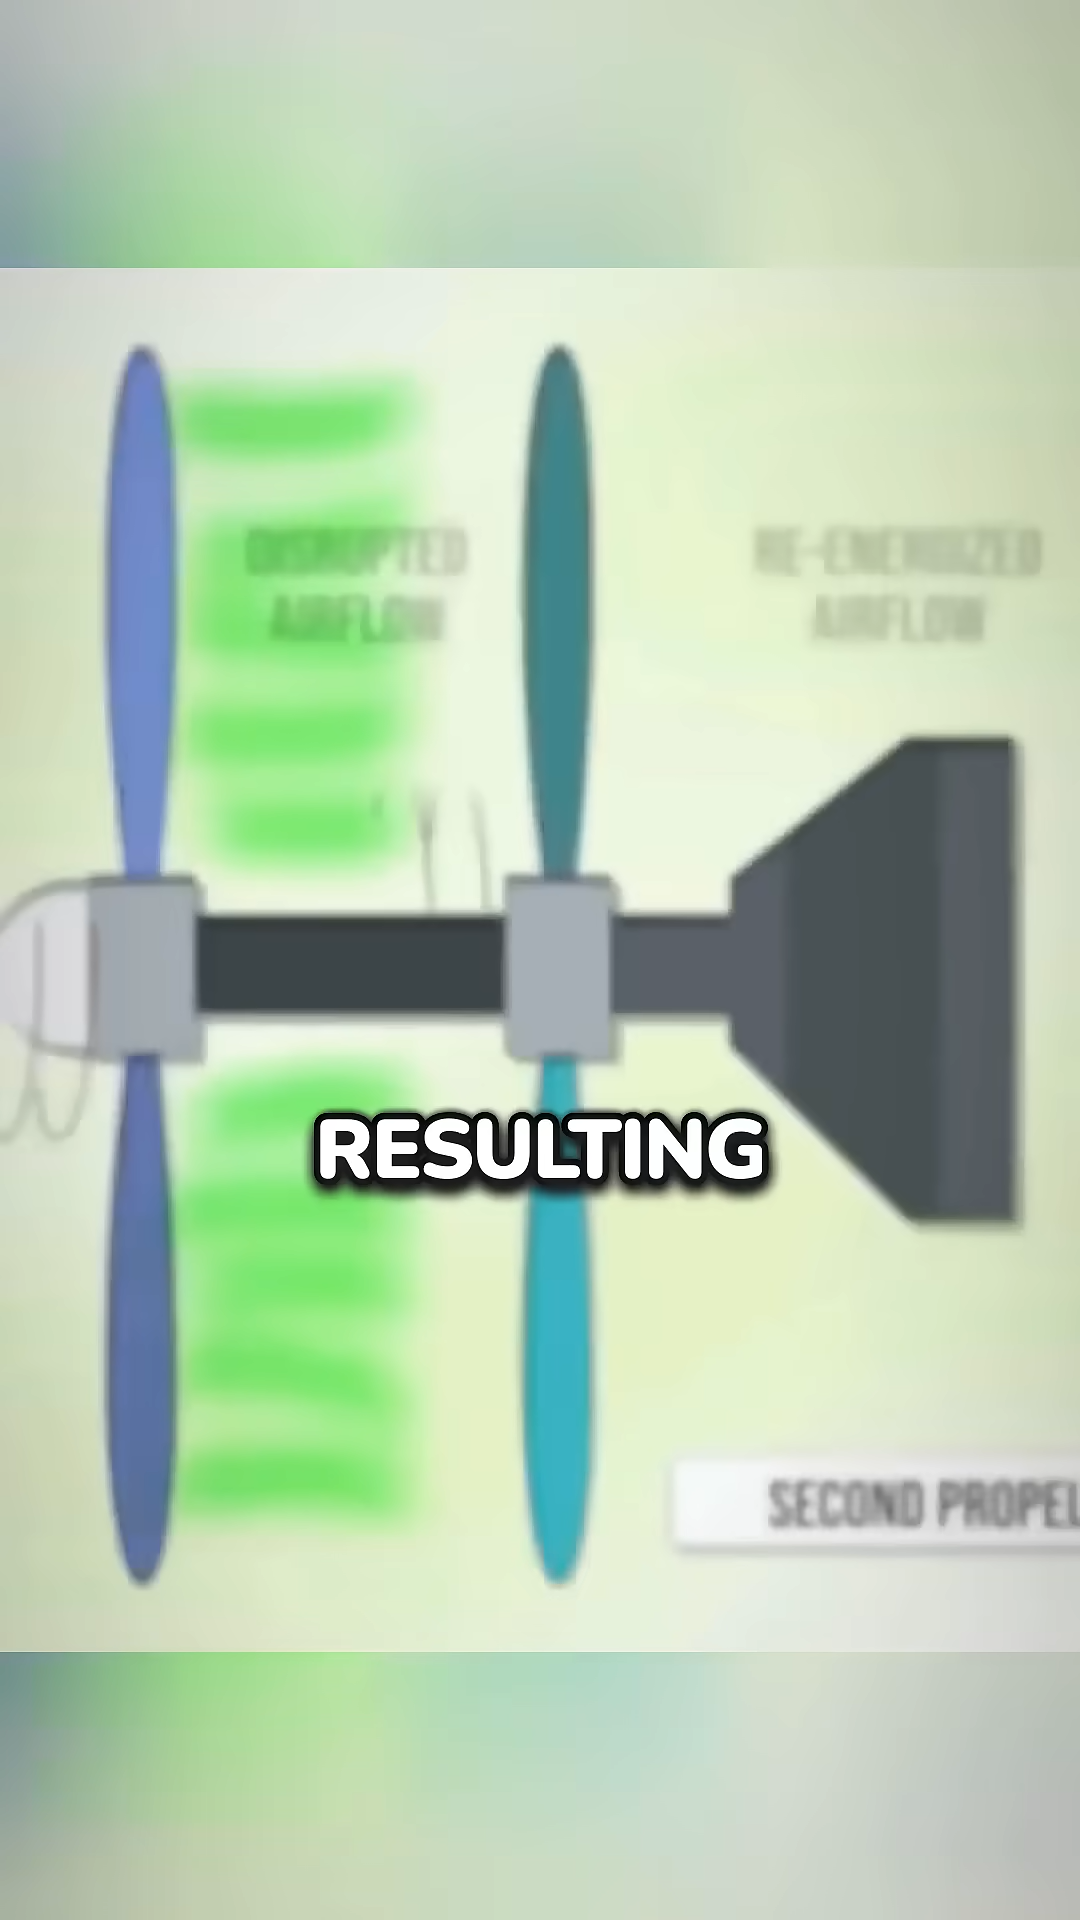 DISRUPTED
AIRFLOW
RE-ENERGIZED
AIRFLOW
RESULTING
SECOND PROPEL